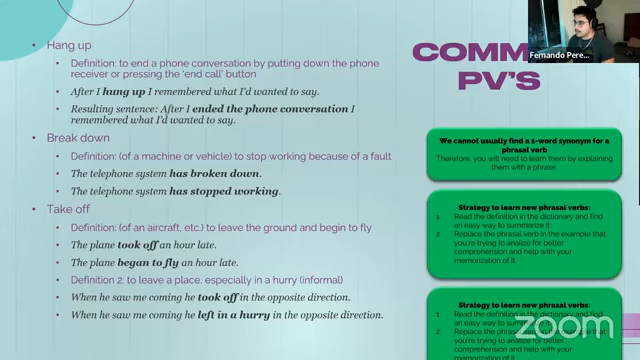 Hang up
Definition: to end a phone conversation by putting down the phone
receiver or pressing the 'end call' button
After I hung up I remembered what I'd wanted to say.
Resulting sentence: After I ended the phone conversation I
remembered what I'd wanted to say.
Break down
Definition: (of a machine or vehicle) to stop working because of a fault
The telephone system has broken down.
The telephone system has stopped working.
Take off
Definition: (of an aircraft, etc.) to leave the ground and begin to fly
The plane took off an hour late.
The plane began to fly an hour late.
Definition 2: to leave a place, especially in a hurry (informal)
When he saw me coming he took off in the opposite direction.
When he saw me coming he left in a hurry in the opposite direction.
Fernando Pere...
COMM
PV'S
We cannot usually find a 1-word synonym for a
phrasal verb
Therefore, you will need to learn them by explaining
them with a phrase.
Strategy to learn new phrasal verbs:
1. Read the definition in the dictionary and find
an easy way to summarize it.
2. Replace the phrasal verb in the example that
you're trying to analize for better
comprehension and help with your
memorization of it.
Strategy to learn new phrasal verbs:
1. Read the definition in the dictionary and find
an easy way to summarize it.
2. Replace the phrasal verb in the example that
you're trying to analize for better
comprehension and help with your
memorization of it.
zoom